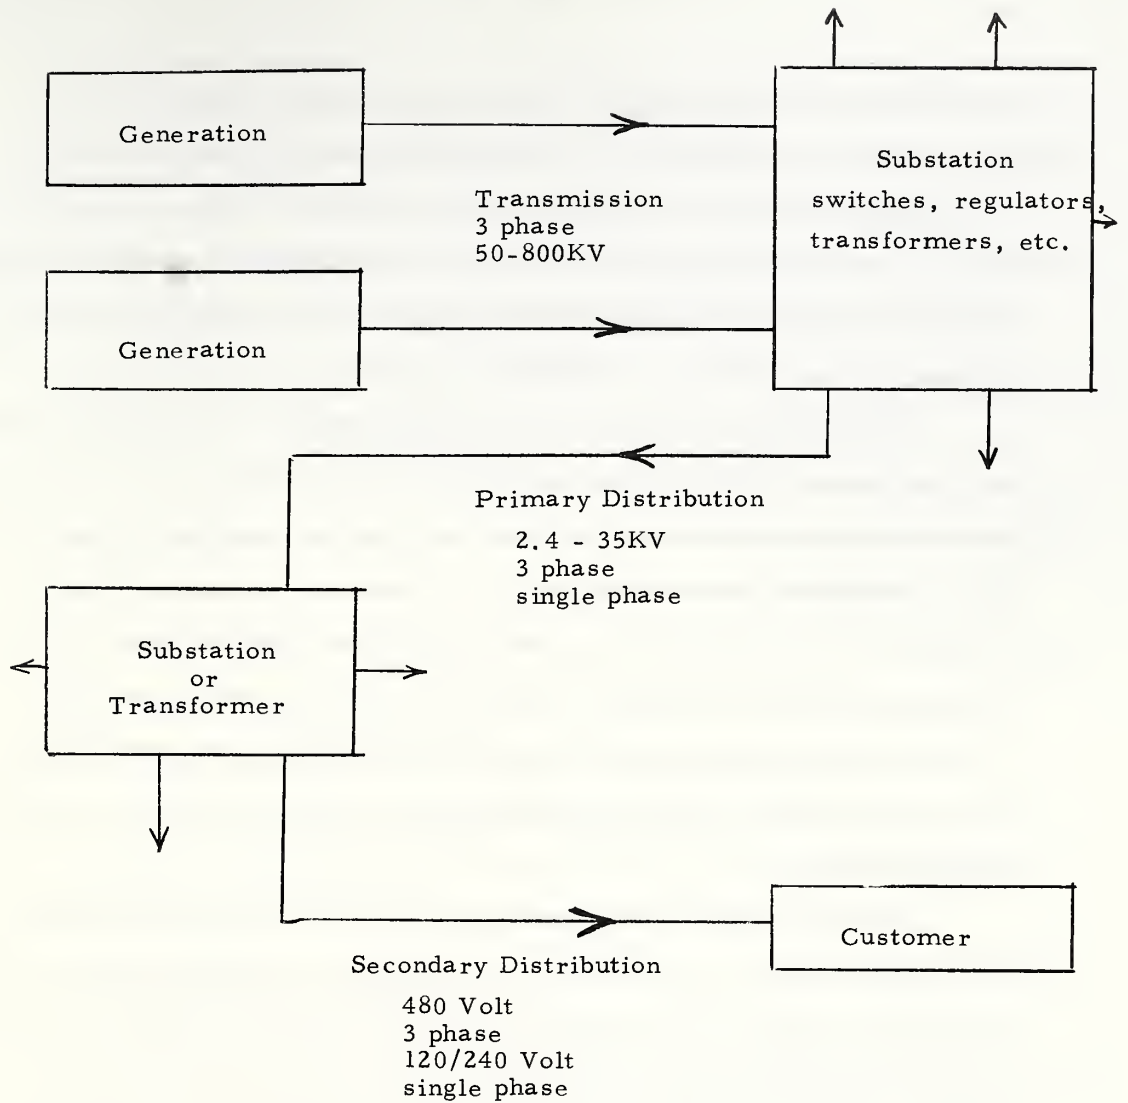 Generation
Transmission
3 phase
50-800KV
Substation
switches, regulators,
transformers, etc.
Generation
Primary Distribution
2.4 - 35KV
3 phase
single phase
Substation
or
Transformer
Customer
Secondary Distribution
480 Volt
3 phase
120/240 Volt
single phase